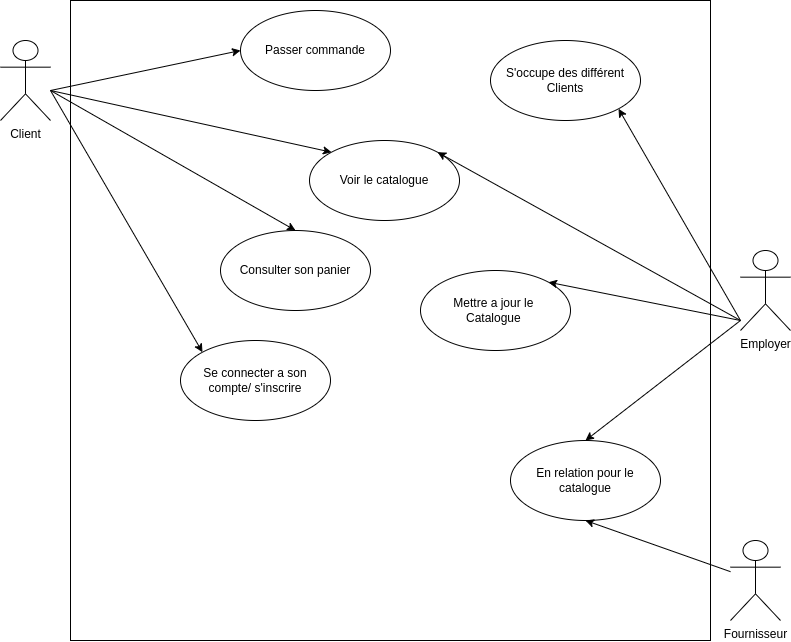 Passer commande
S'occupe des différent
Clients
Client
Voir le catalogue
Consulter son panier
Mettre a jour le
Catalogue
Employer
Se connecter a son
compte/ s'inscrire
En relation pour le
catalogue
Fournisseur